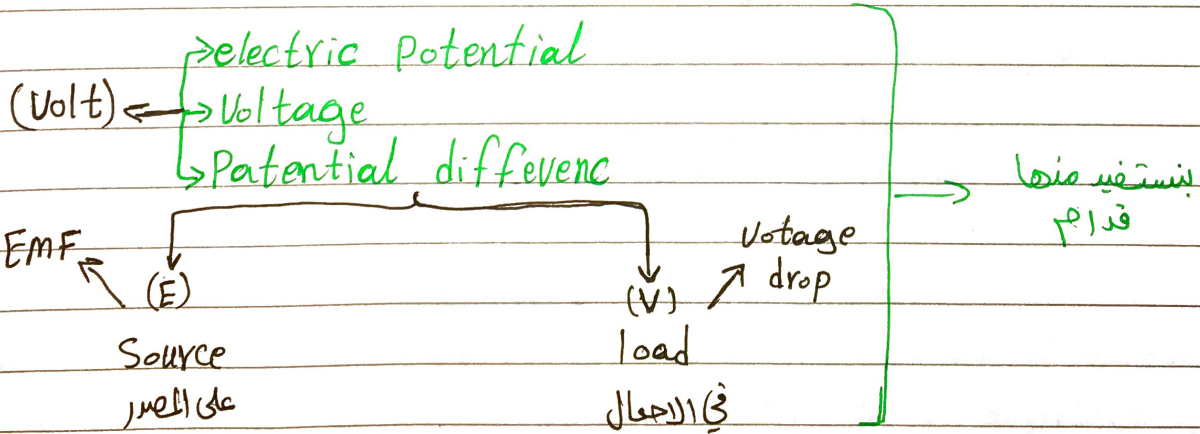 electric Potential
(Volt)
Voltage
Patential diffevenc
بنستفيد منها
قدام
EMF
(E)
Source
على المصدر
(V)
load
في الاحمال
Votage
drop